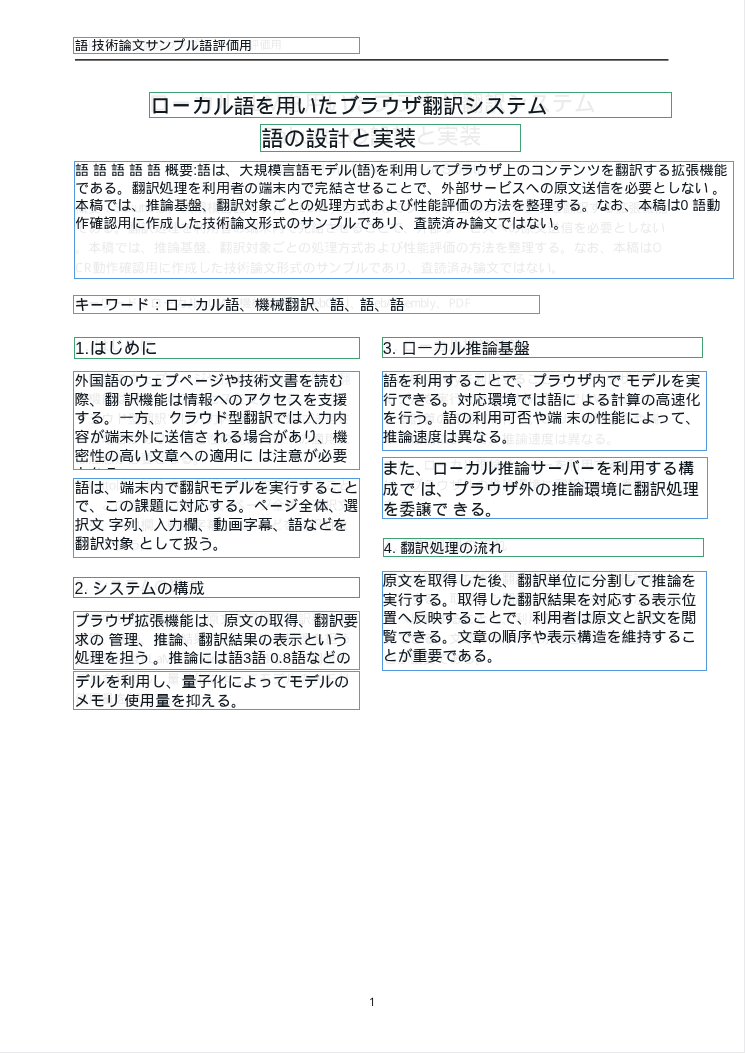 語 技術論文サンプル語評価用
ローカル語を用いたブラウザ翻訳システム
語の設計と実装
語 語 語 語 語 概要:語は、大規模言語モデル(語)を利用してブラウザ上のコンテンツを翻訳する拡張機能
である。翻訳処理を利用者の端末内で完結させることで、外部サービスへの原文送信を必要としない 。
本稿では、推論基盤、翻訳対象ごとの処理方式および性能評価の方法を整理する。なお、本稿は0 語動
作確認用に作成した技術論文形式のサンプルであり、査読済み論文ではない。
キーワード：ローカル語、機械翻訳、語、語、語
1.はじめに
外国語のウェブページや技術文書を読む
際、翻 訳機能は情報へのアクセスを支援
する。一方、 クラウド型翻訳では入力内
容が端末外に送信さ れる場合があり、機
密性の高い文章への適用に は注意が必要
語は、端末内で翻訳モデルを実行すること
で、この課題に対応する。ページ全体、選
択文 字列、入力欄、動画字幕、語などを
翻訳対象 として扱う。
2. システムの構成
ブラウザ拡張機能は、原文の取得、翻訳要
求の 管理、推論、翻訳結果の表示という
処理を担う 。推論には語3語 0.8語などの
デルを利用し、量子化によってモデルの
メモリ 使用量を抑える。
3. ローカル推論基盤
語を利用することで、ブラウザ内で モデルを実
行できる。対応環境では語に よる計算の高速化
を行う。語の利用可否や端 末の性能によって、
推論速度は異なる。
また、ローカル推論サーバーを利用する構
成で は、ブラウザ外の推論環境に翻訳処理
を委譲で きる。
4. 翻訳処理の流れ
原文を取得した後、翻訳単位に分割して推論を
実行する。取得した翻訳結果を対応する表示位
置へ反映することで、利用者は原文と訳文を閲
覧できる。文章の順序や表示構造を維持するこ
とが重要である。
1